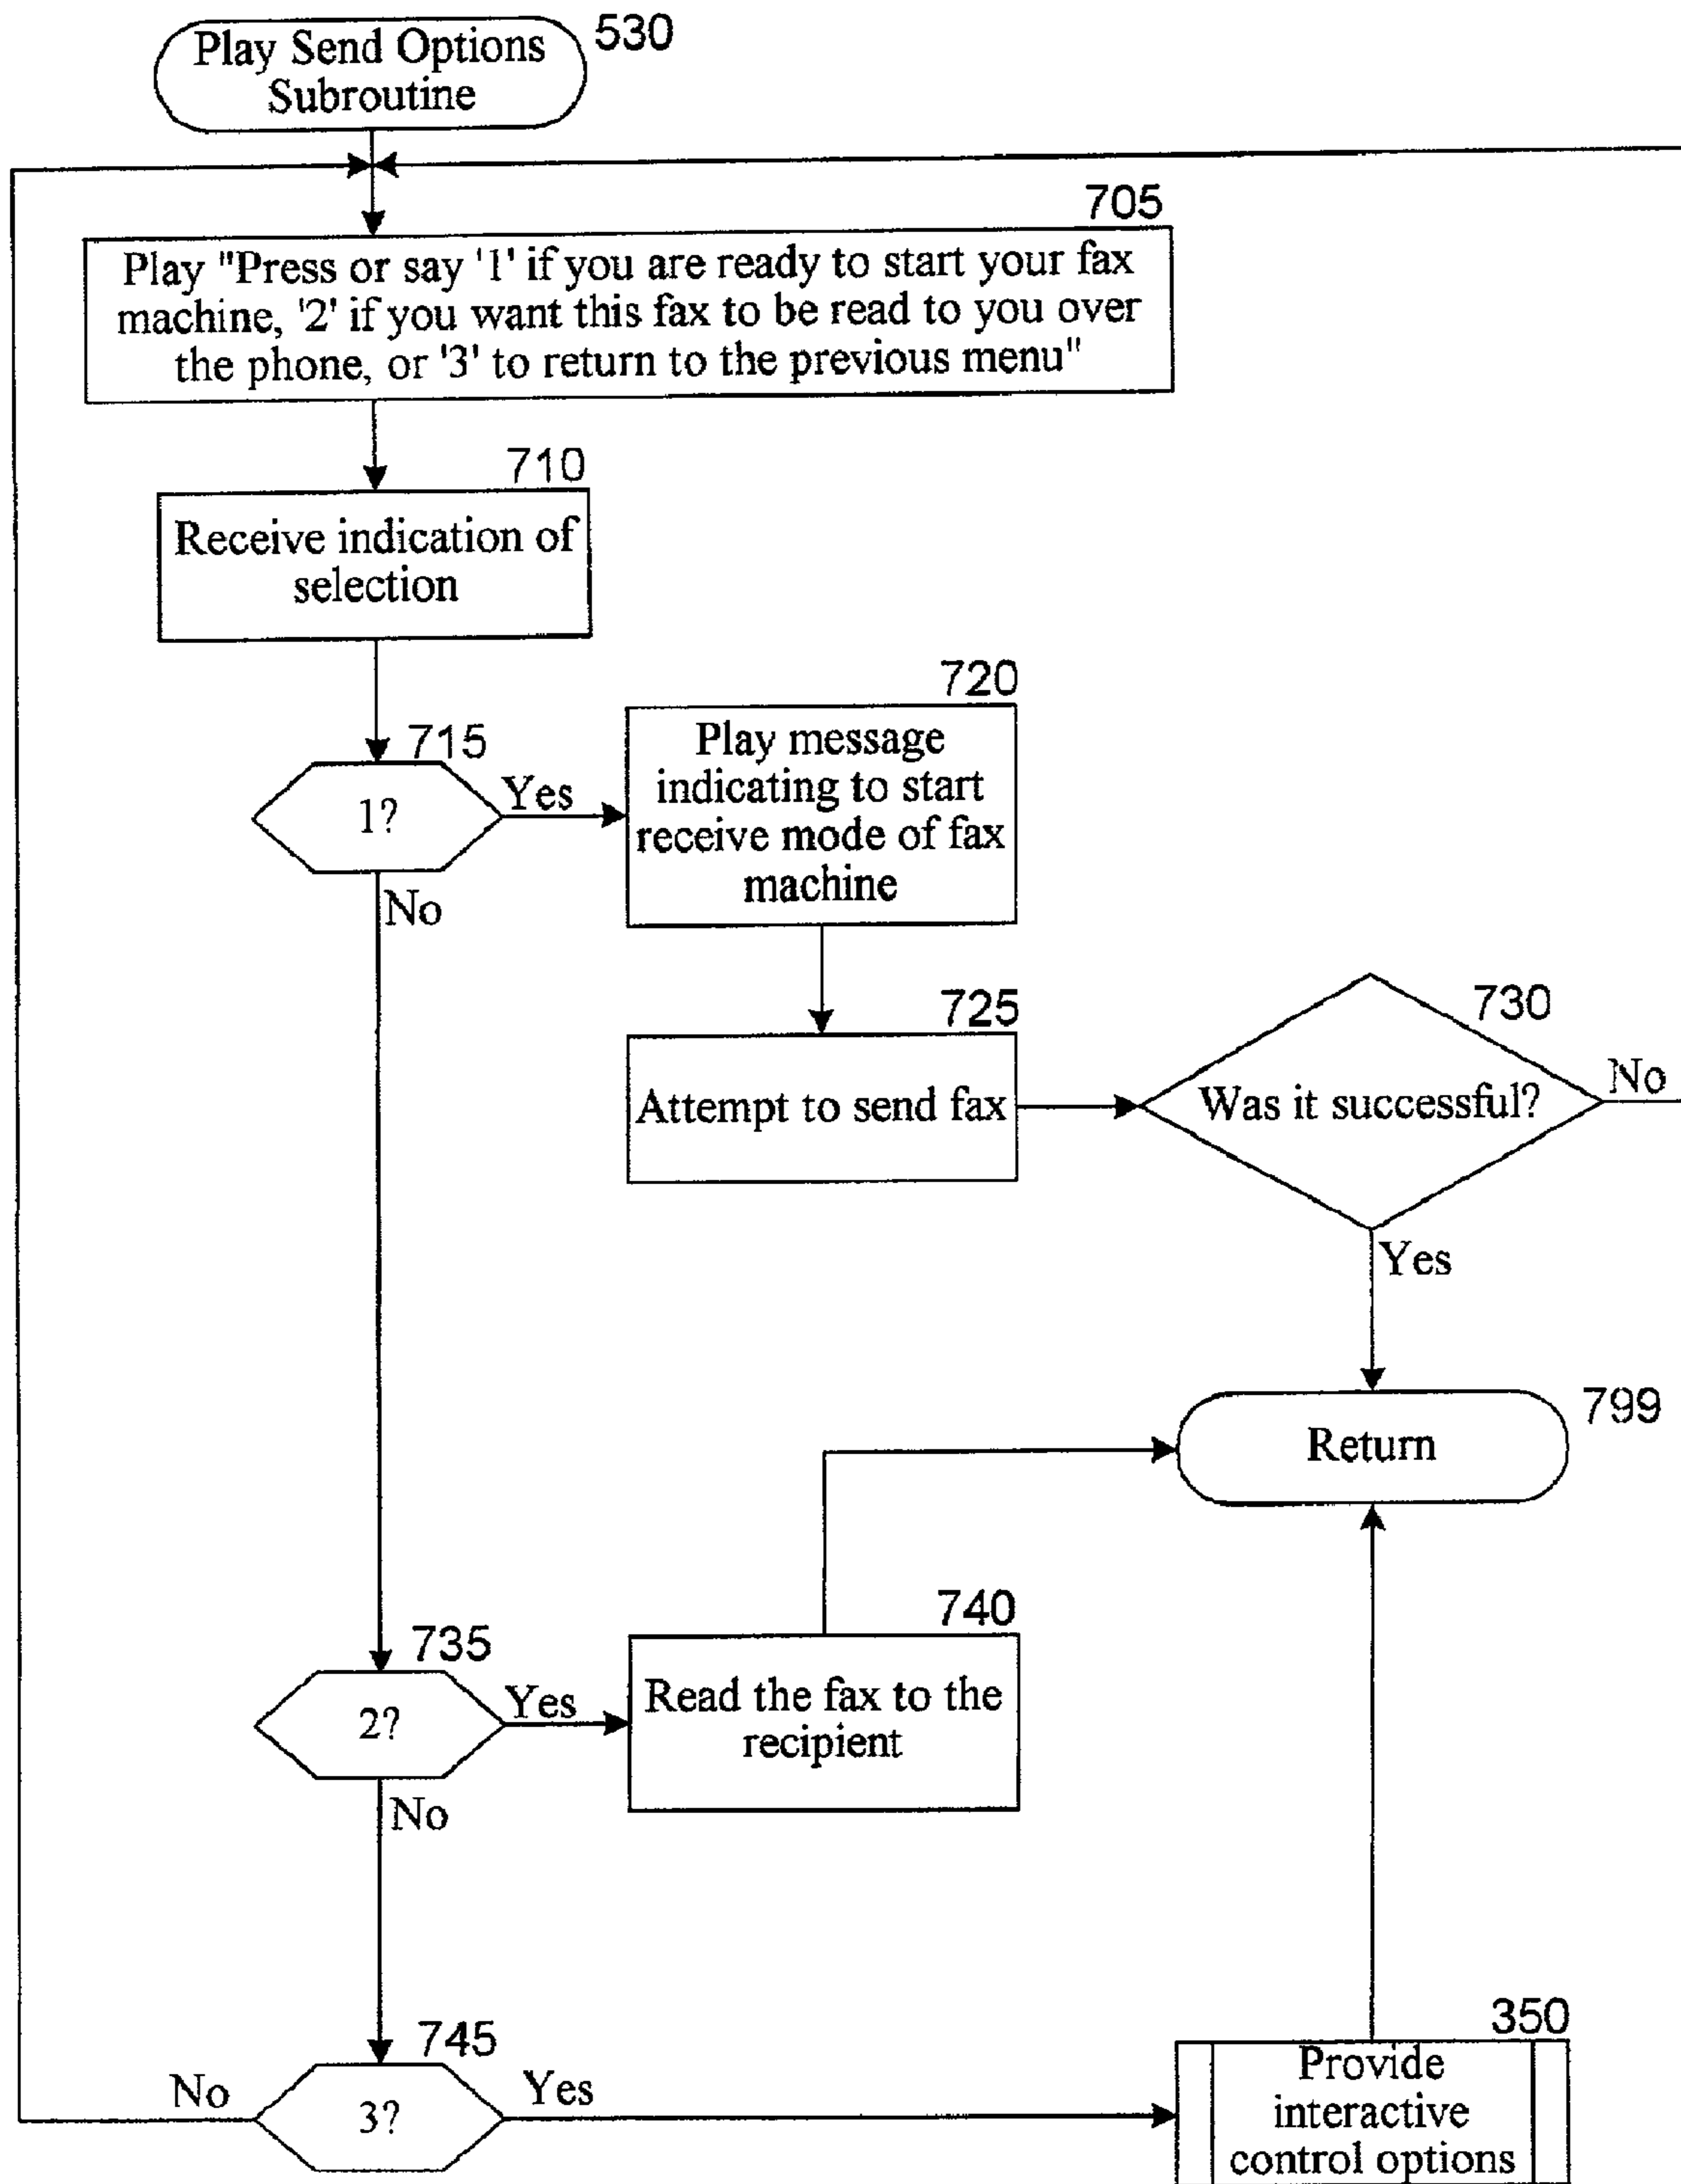 Play Send Options
Subroutine
530
705
Play "Press or say '1' if you are ready to start your fax
machine, '2' if you want this fax to be read to you over
the phone, or '3' to return to the previous menu"
710
Receive indication of
selection
715
1?
Yes
No
720
Play message
indicating to start
receive mode of fax
machine
725
Attempt to send fax
730
Was it successful?
No
Yes
799
Return
735
2?
Yes
No
740
Read the fax to the
recipient
745
3?
No
Yes
350
Provide
interactive
control options